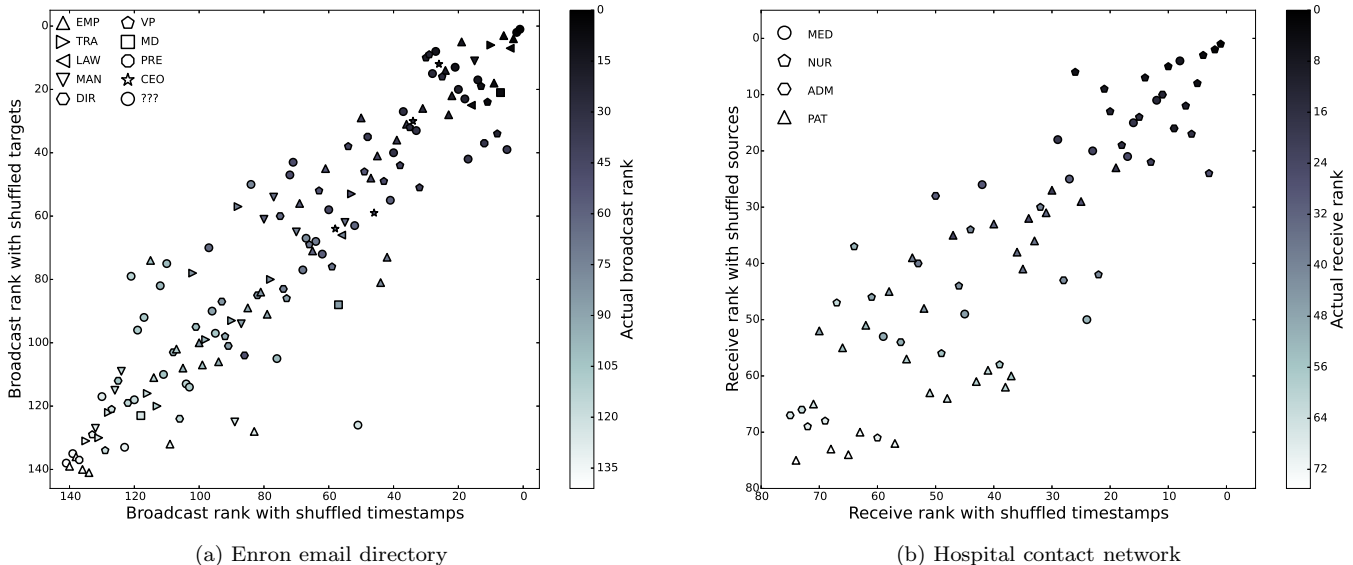 EMP
TRA
LAW
MAN
DIR
VP
MD
PRE
CEO
???
0
20
40
60
80
100
120
140
Broadcast rank with shuffled targets
140
120
100
80
60
40
20
0
Broadcast rank with shuffled timestamps
0
15
30
45
60
75
90
105
120
135
Actual broadcast rank
(a) Enron email directory
MED
NUR
ADM
PAT
0
10
20
30
40
50
60
70
80
Receive rank with shuffled sources
80
70
60
50
40
30
20
10
0
Receive rank with shuffled timestamps
0
8
16
24
32
40
48
56
64
72
Actual receive rank
(b) Hospital contact network